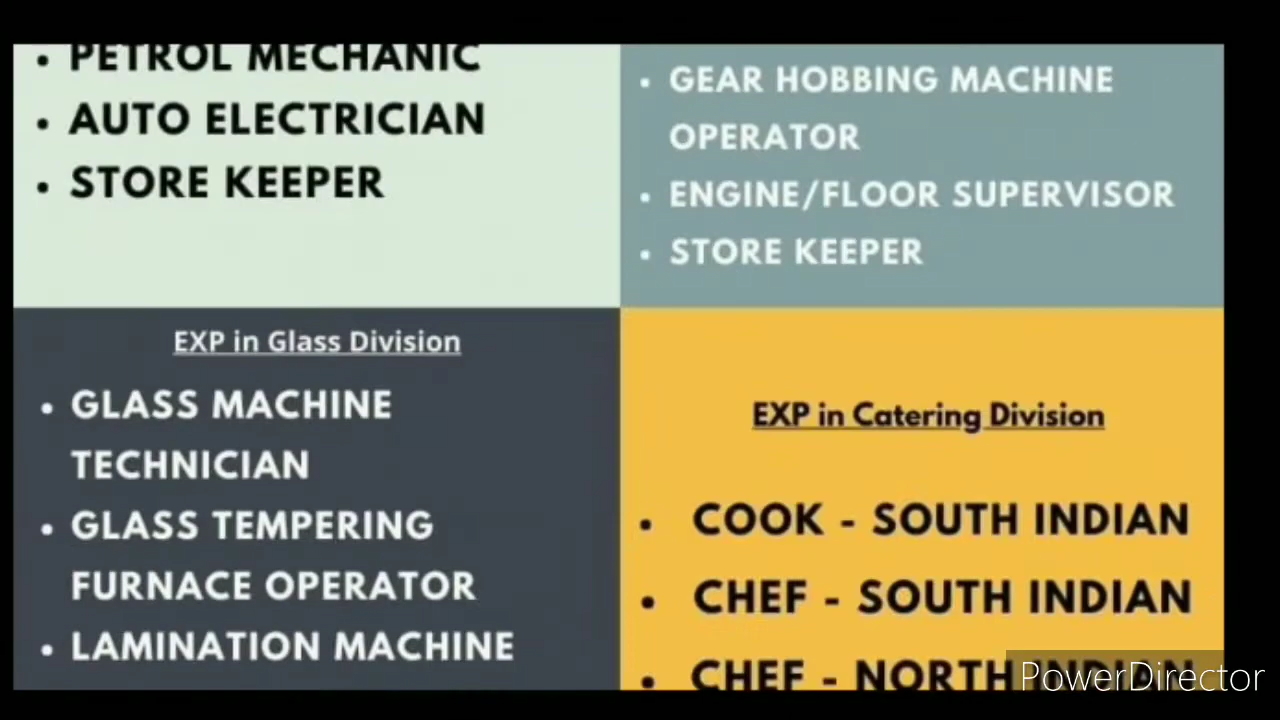 PETROL MECHANIC
AUTO ELECTRICIAN
STORE KEEPER
GEAR HOBBING MACHINE
OPERATOR
ENGINE/FLOOR SUPERVISOR
STORE KEEPER
EXP in Glass Division
GLASS MACHINE
TECHNICIAN
GLASS TEMPERING
FURNACE OPERATOR
LAMINATION MACHINE
EXP in Catering Division
COOK - SOUTH INDIAN
CHEF - SOUTH INDIAN
CHEF - NORTH INDIAN
PowerDirector